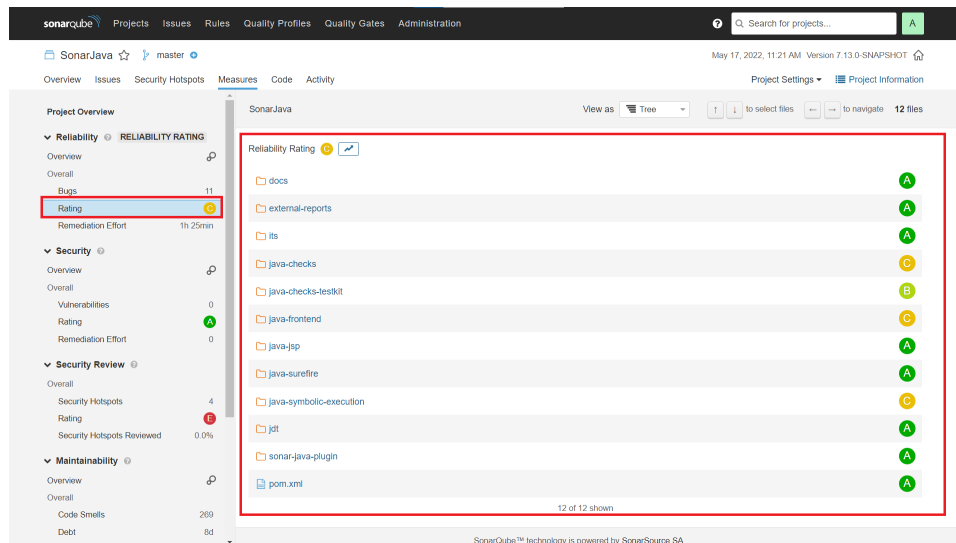 sonarqube Projects Issues Rules Quality Profiles Quality Gates Administration ? Search for projects... A
SonarJava master May 17, 2022, 11:21 AM Version 7.13.0-SNAPSHOT
Overview Issues Security Hotspots Measures Code Activity Project Settings Project Information
Project Overview
Reliability ? RELIABILITY RATING
Overview
Overall
Bugs 11
Rating C
Remediation Effort 1h 25min
Security ?
Overview
Overall
Vulnerabilities 0
Rating A
Remediation Effort 0
Security Review ?
Overall
Security Hotspots 4
Rating E
Security Hotspots Reviewed 0.0%
Maintainability ?
Overview
Overall
Code Smells 269
Debt 8d
SonarJava View as Tree ↑ ↓ to select files ← → to navigate 12 files
Reliability Rating C
docs A
external-reports A
its A
java-checks C
java-checks-testkit B
java-frontend C
java-jsp A
java-surefire A
java-symbolic-execution C
jdt A
sonar-java-plugin A
pom.xml A
12 of 12 shown
SonarQube™ technology is powered by SonarSource SA